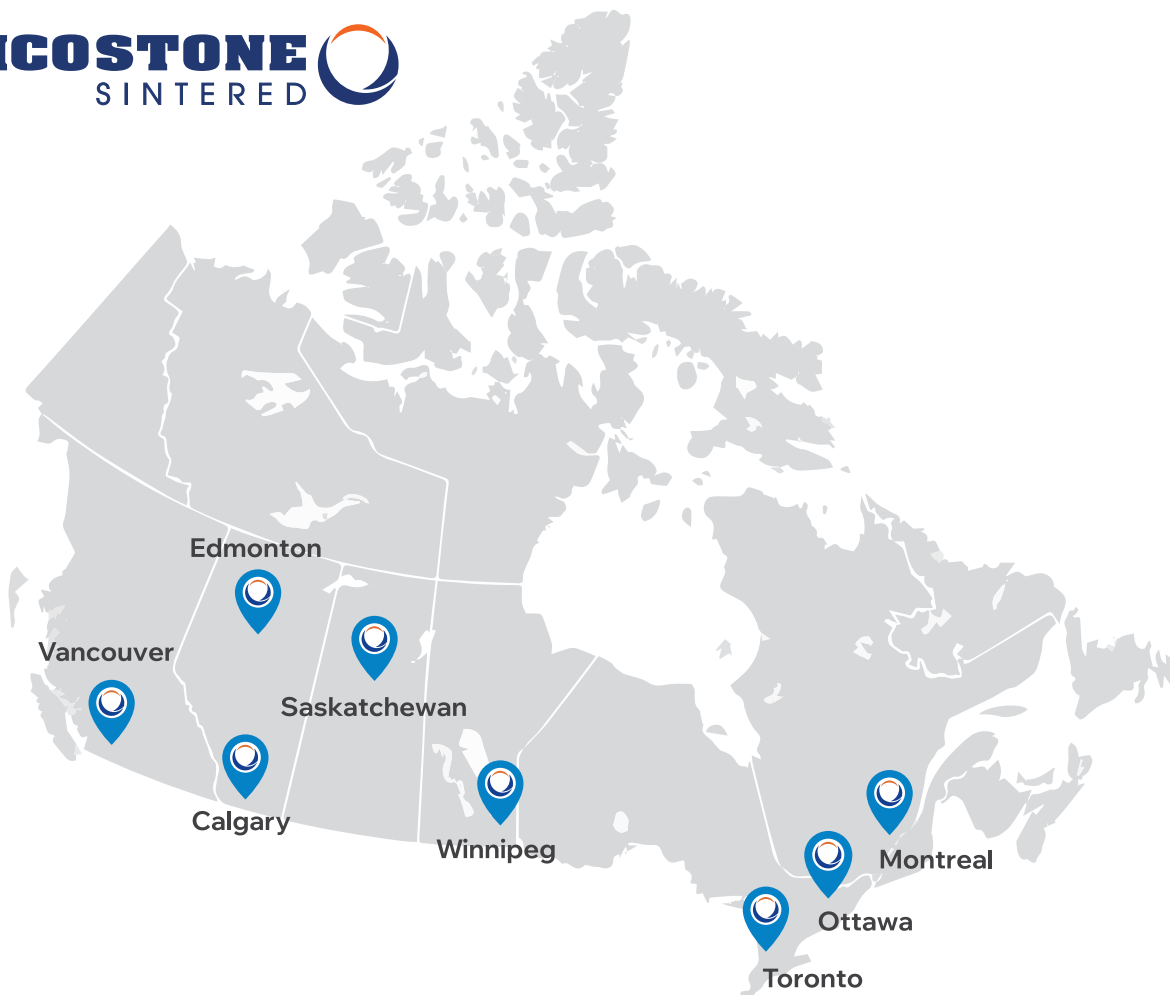 ICOSTONE
SINTERED
Edmonton
Vancouver
Saskatchewan
Calgary
Winnipeg
Montreal
Ottawa
Toronto